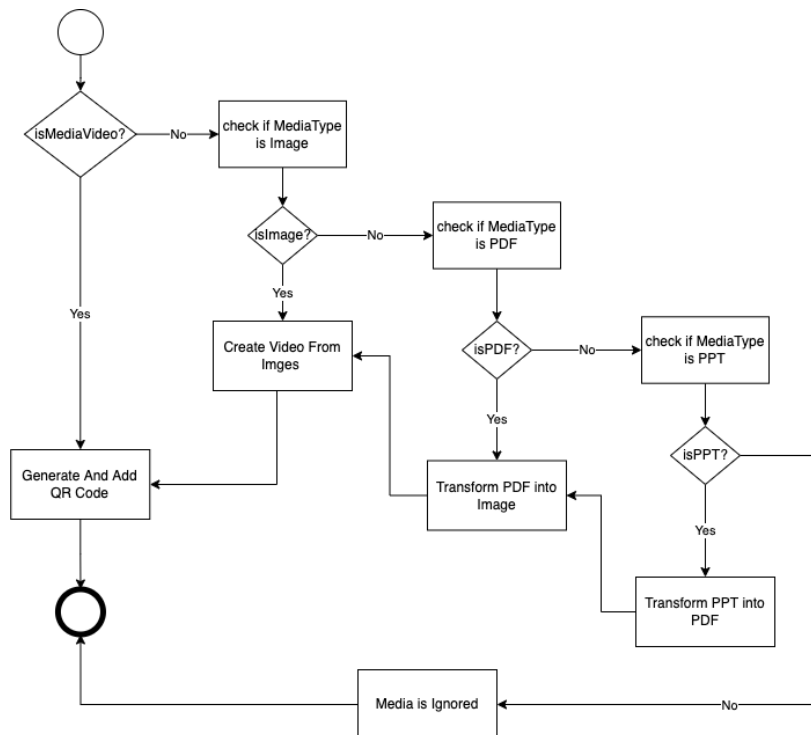 isMediaVideo?
No
check if MediaType
is Image
isImage?
No
check if MediaType
is PDF
Yes
Yes
Create Video From
Imges
isPDF?
No
check if MediaType
is PPT
Yes
isPPT?
Generate And Add
QR Code
Transform PDF into
Image
Yes
Transform PPT into
PDF
Media is Ignored
No